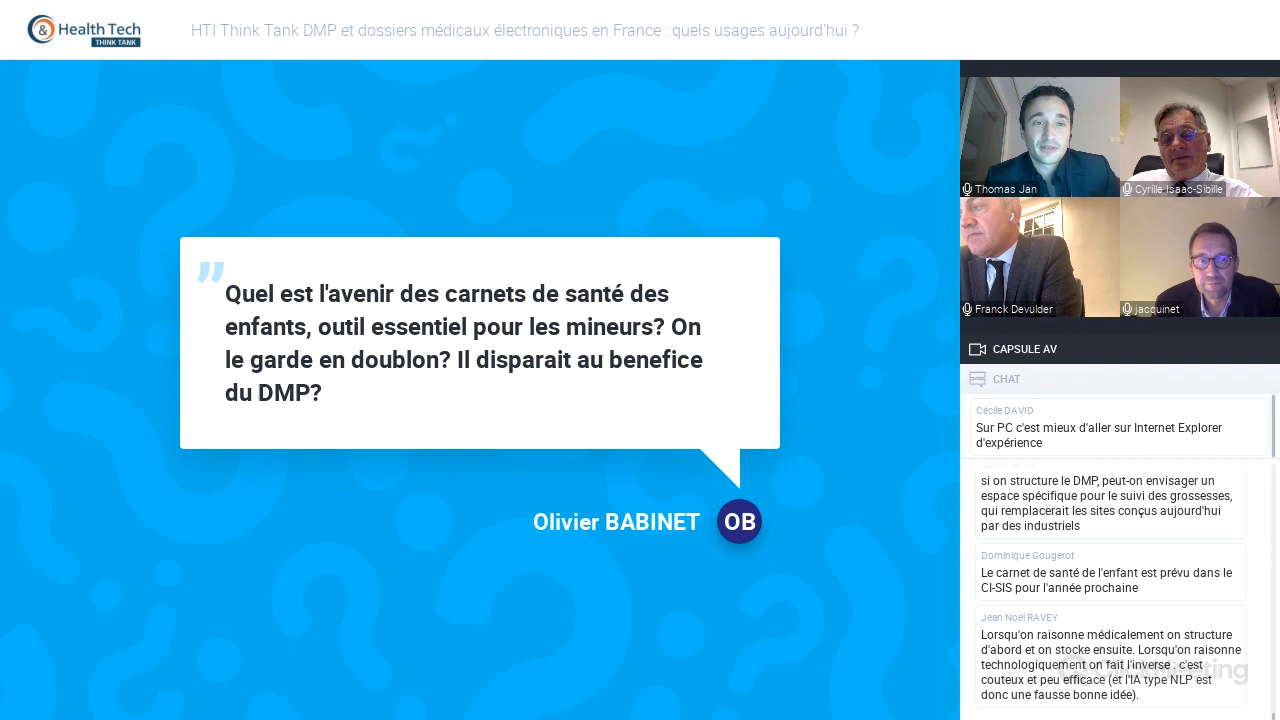 & Health Tech
THINK TANK
HTI Think Tank DMP et dossiers médicaux électroniques en France : quels usages aujourd'hui ?
Quel est l'avenir des carnets de santé des
enfants, outil essentiel pour les mineurs? On
le garde en doublon? Il disparait au benefice
du DMP?
Olivier BABINET
OB
Thomas Jan
Cyrille Isaac-Sibille
Franck Devulder
jacquinet
CAPSULE AV
CHAT
Cécile DAVID
Sur PC c'est mieux d'aller sur Internet Explorer
d'expérience
si on structure le DMP, peut-on envisager un
espace spécifique pour le suivi des grossesses,
qui remplacerait les sites conçus aujourd'hui
par des industriels
Dominique Gougerot
Le carnet de santé de l'enfant est prévu dans le
CI-SIS pour l'année prochaine
Jean Noel RAVEY
Lorsqu'on raisonne médicalement on structure
d'abord et on stocke ensuite. Lorsqu'on raisonne
technologiquement on fait l'inverse : c'est
couteux et peu efficace (et l'IA type NLP est
donc une fausse bonne idée).